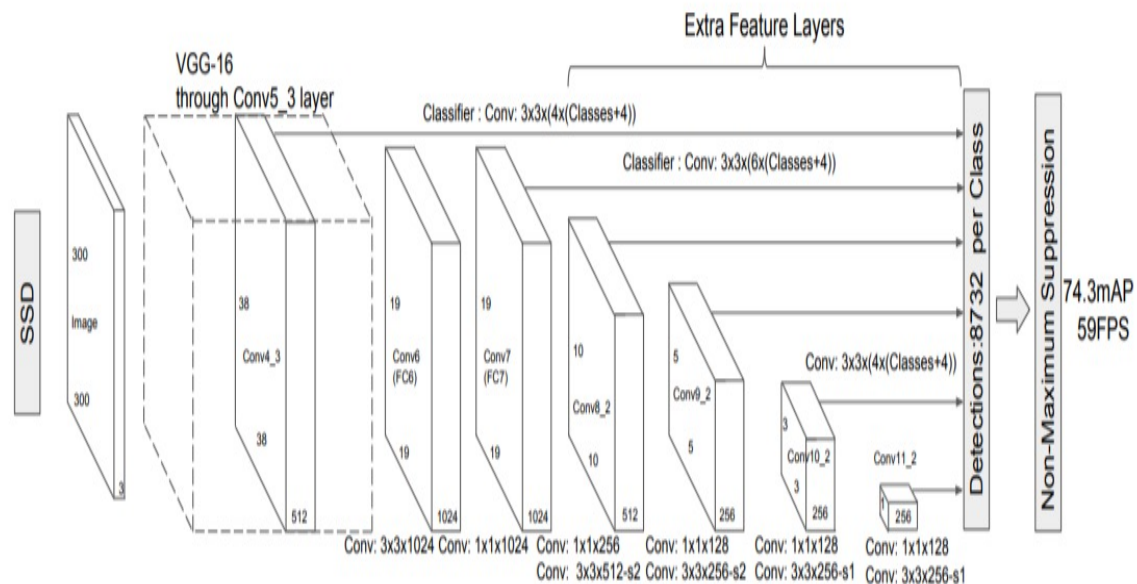 Extra Feature Layers
VGG-16
through Conv5_3 layer
Classifier : Conv: 3x3x(4x(Classes+4))
Classifier : Conv: 3x3x(6x(Classes+4))
SSD
300
Image
300
3
38
Conv4_3
38
512
19
Conv6
(FC6)
19
1024
19
Conv7
(FC7)
19
1024
10
Conv8_2
10
512
5
Conv9_2
5
256
Conv: 3x3x(4x(Classes+4))
3
Conv10_2
3
256
Conv11_2
1
256
Detections:8732 per Class
Non-Maximum Suppression
74.3mAP
59FPS
Conv: 3x3x1024
Conv: 1x1x1024
Conv: 1x1x256
Conv: 3x3x512-s2
Conv: 1x1x128
Conv: 3x3x256-s2
Conv: 1x1x128
Conv: 3x3x256-s1
Conv: 1x1x128
Conv: 3x3x256-s1